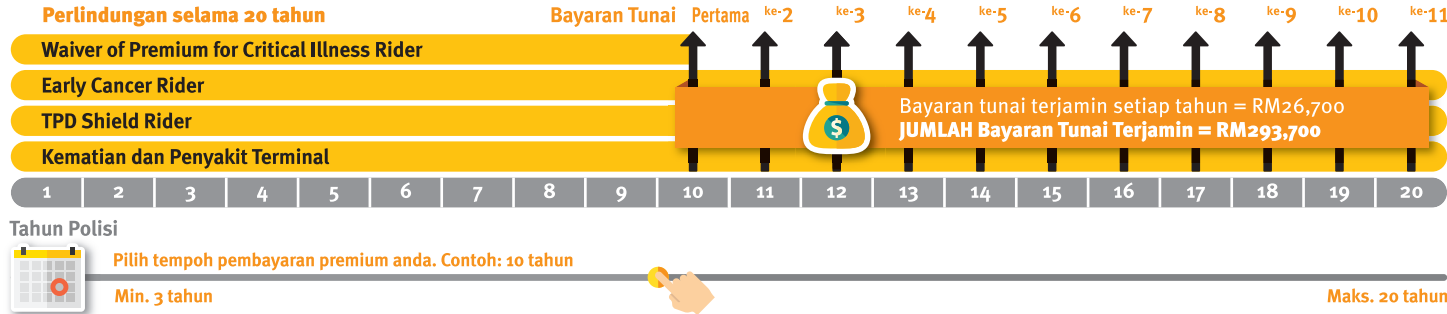 Perlindungan selama 20 tahun
Bayaran Tunai Pertama ke-2 ke-3 ke-4 ke-5 ke-6 ke-7 ke-8 ke-9 ke-10 ke-11
Waiver of Premium for Critical Illness Rider
Early Cancer Rider
TPD Shield Rider
Kematian dan Penyakit Terminal
$
Bayaran tunai terjamin setiap tahun = RM26,700
JUMLAH Bayaran Tunai Terjamin = RM293,700
1 2 3 4 5 6 7 8 9 10 11 12 13 14 15 16 17 18 19 20
Tahun Polisi
Pilih tempoh pembayaran premium anda. Contoh: 10 tahun
Min. 3 tahun
Maks. 20 tahun